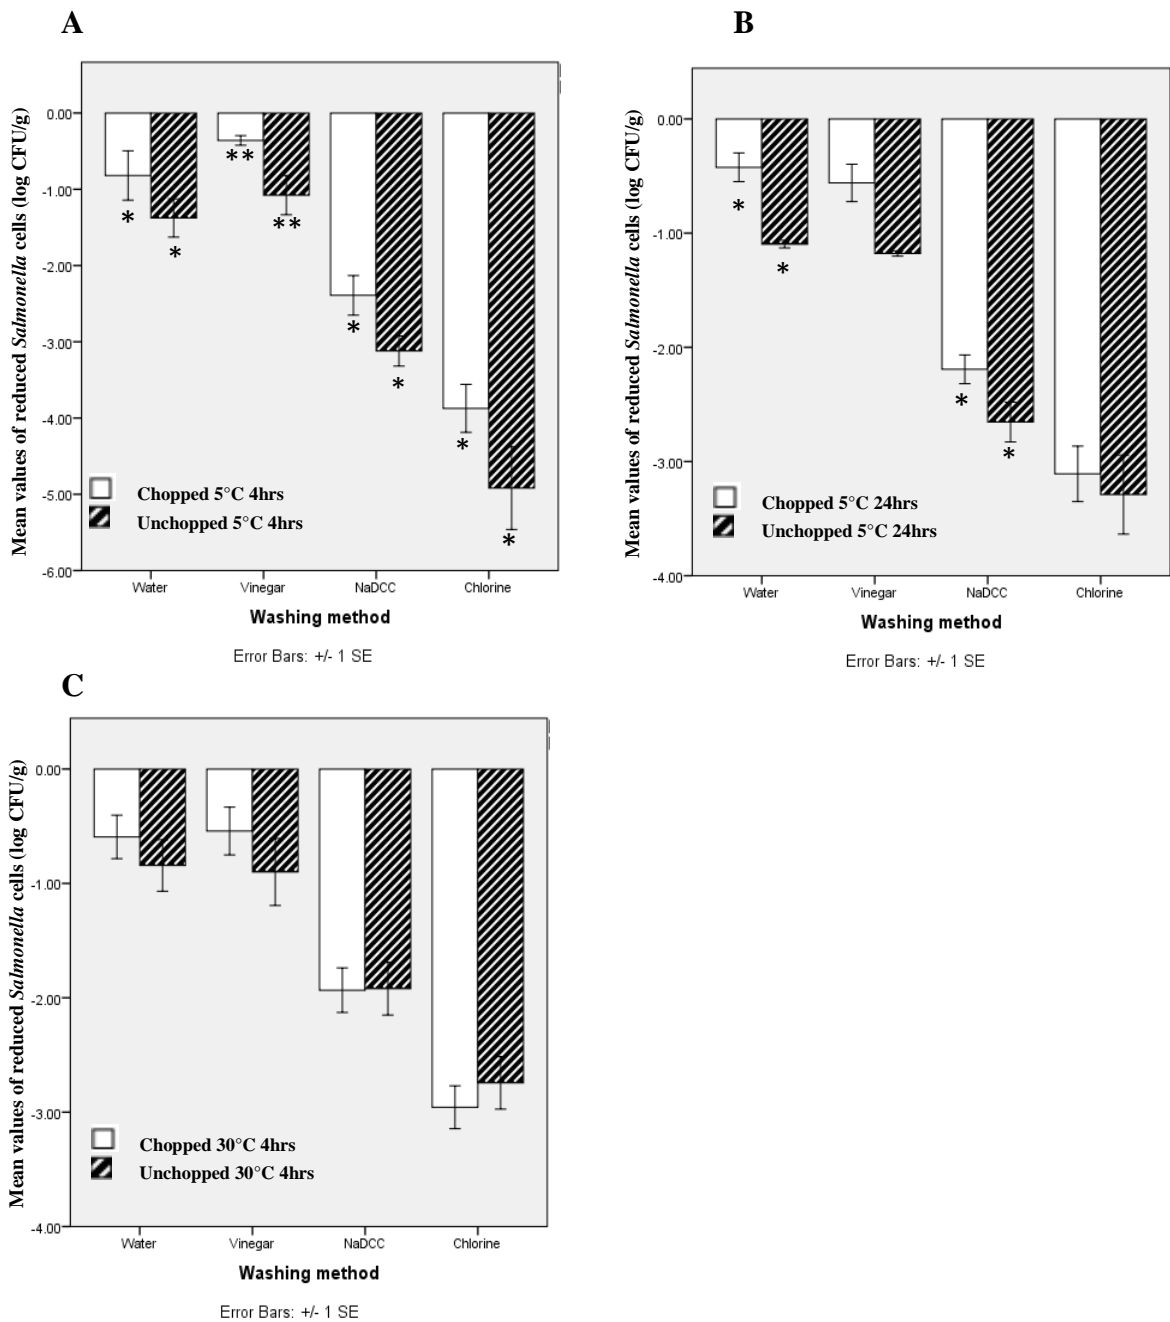 A
Mean values of reduced Salmonella cells (log CFU/g)
0.00
-1.00
-2.00
-3.00
-4.00
-5.00
-6.00
*
*
**
**
*
*
*
*
Chopped 5°C 4hrs
Unchopped 5°C 4hrs
Water
Vinegar
NaDCC
Chlorine
Washing method
Error Bars: +/- 1 SE
B
Mean values of reduced Salmonella cells (log CFU/g)
0.00
-1.00
-2.00
-3.00
-4.00
*
*
*
*
Chopped 5°C 24hrs
Unchopped 5°C 24hrs
Water
Vinegar
NaDCC
Chlorine
Washing method
Error Bars: +/- 1 SE
C
Mean values of reduced Salmonella cells (log CFU/g)
0.00
-1.00
-2.00
-3.00
-4.00
Chopped 30°C 4hrs
Unchopped 30°C 4hrs
Water
Vinegar
NaDCC
Chlorine
Washing method
Error Bars: +/- 1 SE